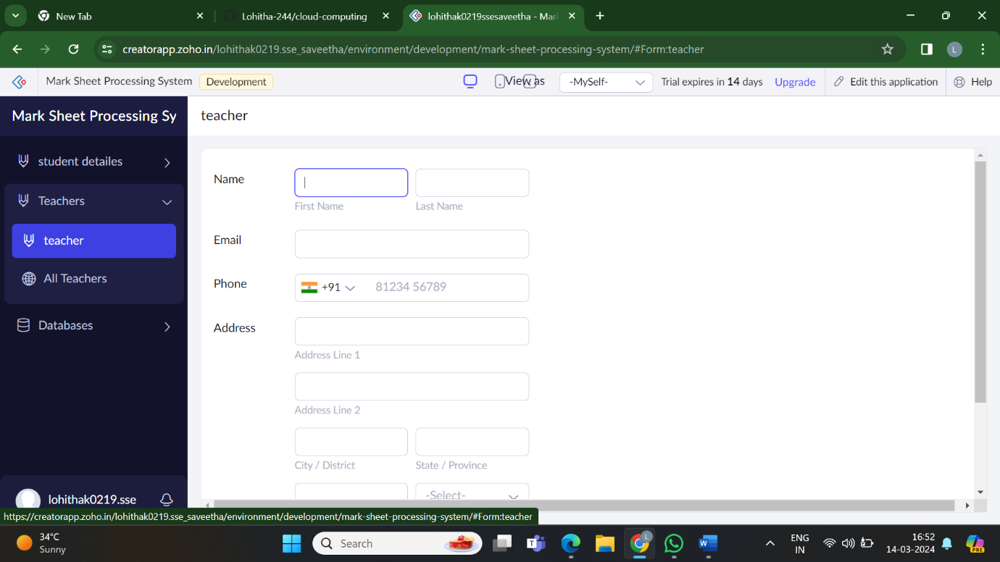 New Tab
Lohitha-244/cloud-computing
lohithak0219ssesaveetha - Mar
creatorapp.zoho.in/lohithak0219.sse_saveetha/environment/development/mark-sheet-processing-system/#Form:teacher
L
Mark Sheet Processing System
Development
View as
-MySelf-
Trial expires in 14 days
Upgrade
Edit this application
Help
Mark Sheet Processing Sy
teacher
student detailes
Teachers
teacher
All Teachers
Databases
Name
First Name
Last Name
Email
Phone
+91
81234 56789
Address
Address Line 1
Address Line 2
City / District
State / Province
-Select-
lohithak0219.sse
https://creatorapp.zoho.in/lohithak0219.sse_saveetha/environment/development/mark-sheet-processing-system/#Form:teacher
34°C
Sunny
Search
L
ENG
IN
16:52
14-03-2024
PRE